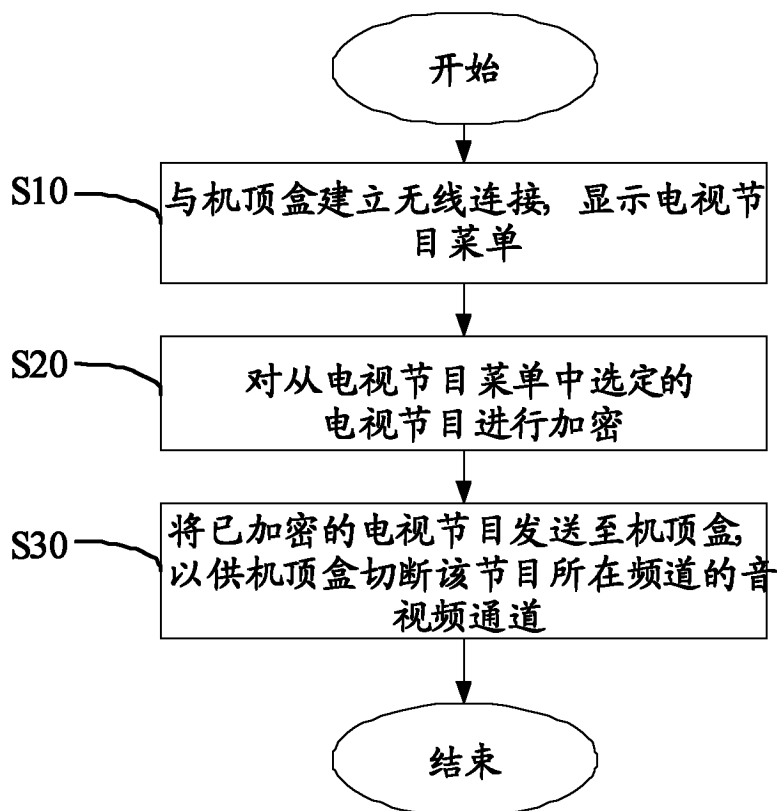 开始
S10
与机顶盒建立无线连接, 显示电视节
目菜单
S20
对从电视节目菜单中选定的
电视节目进行加密
S30
将已加密的电视节目发送至机顶盒,
以供机顶盒切断该节目所在频道的音
视频通道
结束